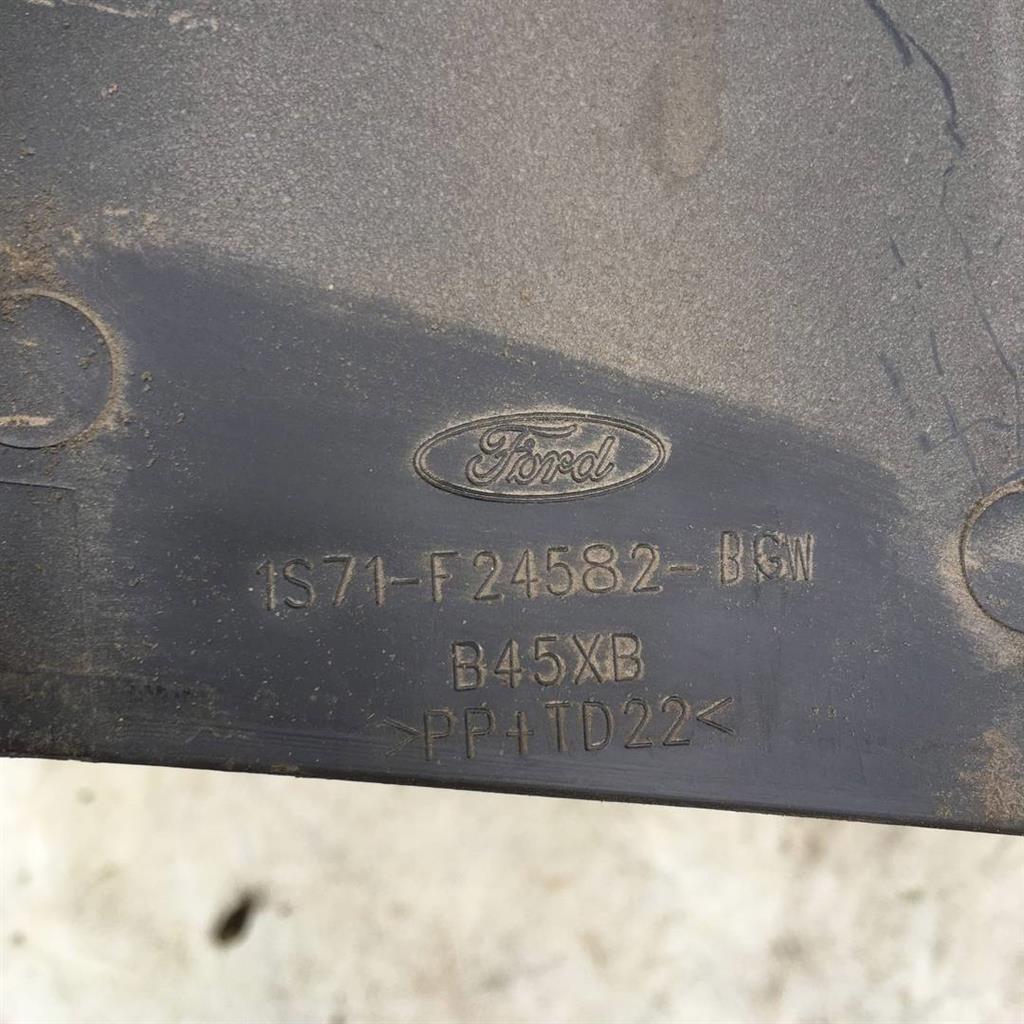 Ford
1S71-F24582-BGW
B45XB
>PP+TD22<